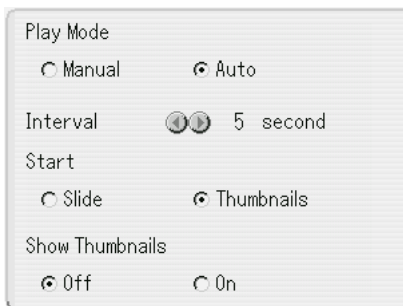 Play Mode
Manual Auto
Interval 5 second
Start
Slide Thumbnails
Show Thumbnails
Off On